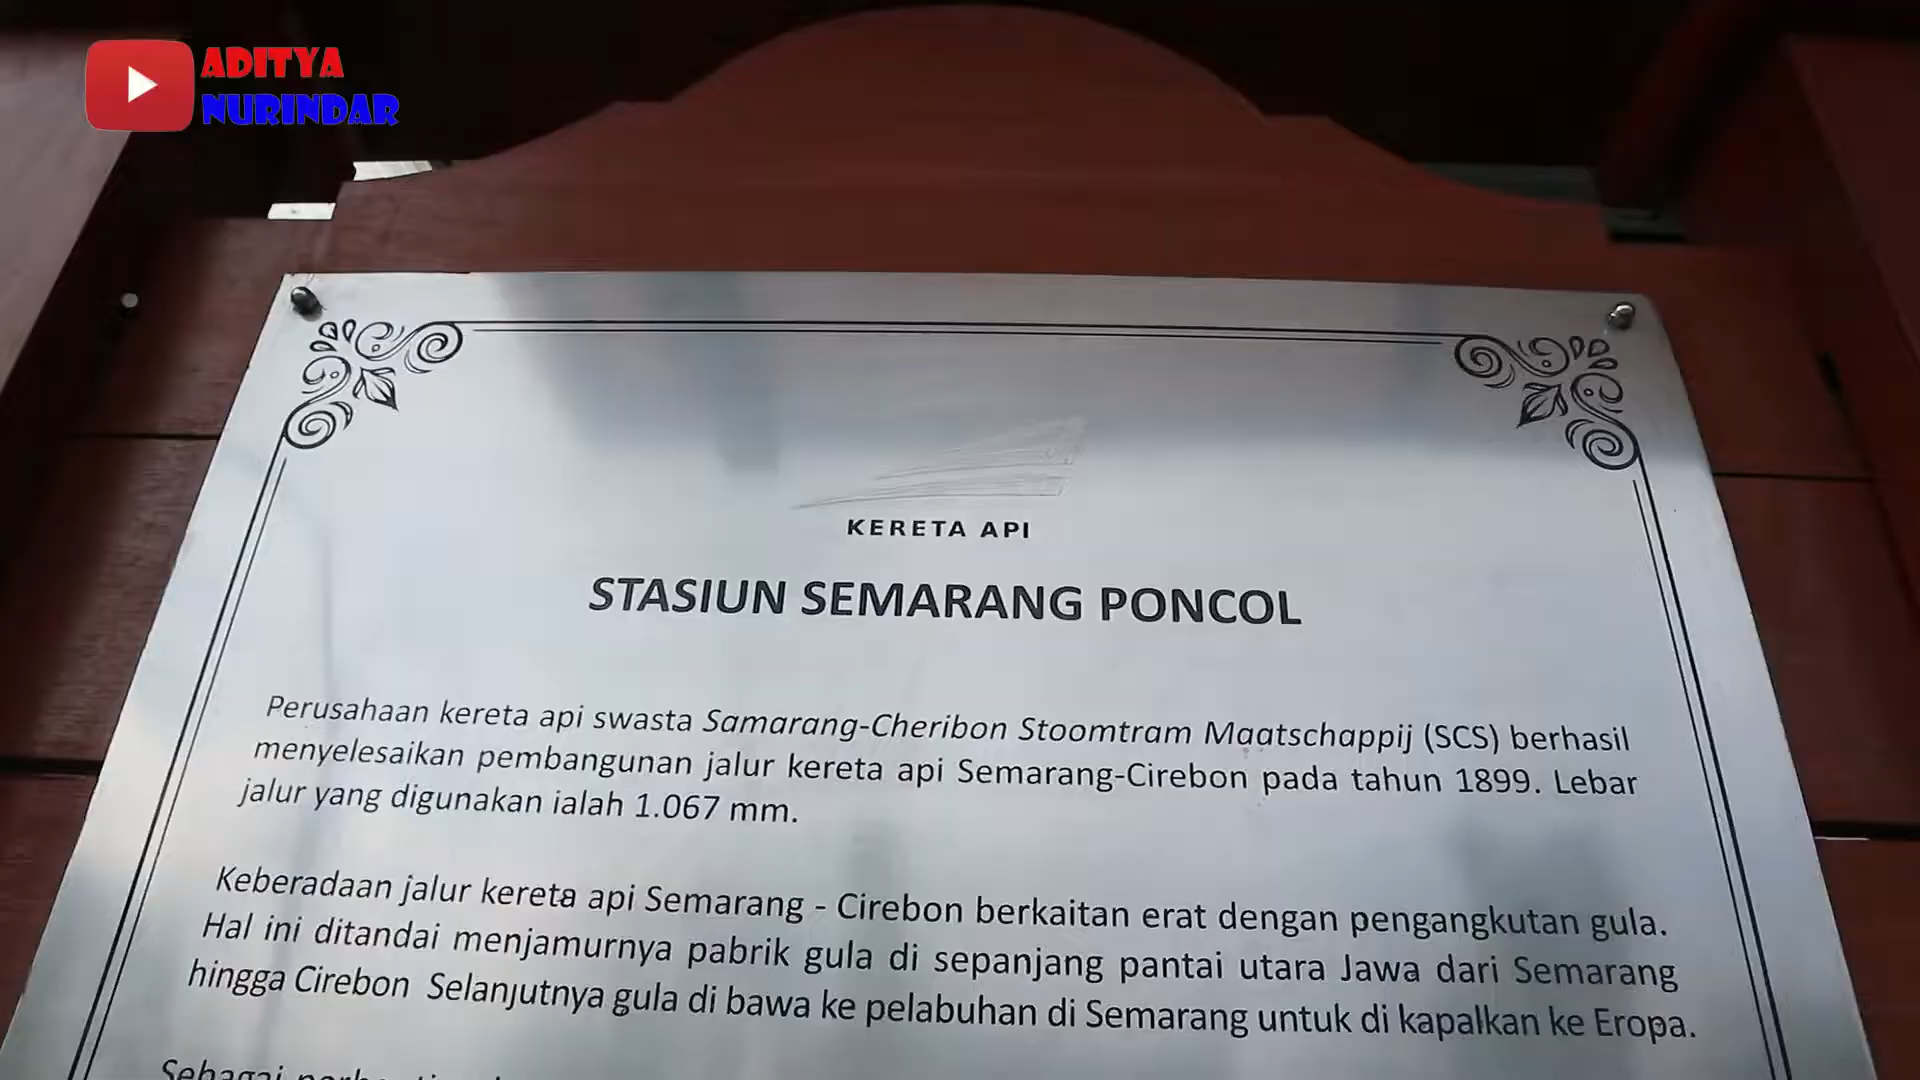 ADITYA
NURINDAR
KERETA API
STASIUN SEMARANG PONCOL
Perusahaan kereta api swasta Samarang-Cheribon Stoomtram Maatschappij (SCS) berhasil
menyelesaikan pembangunan jalur kereta api Semarang-Cirebon pada tahun 1899. Lebar
jalur yang digunakan ialah 1.067 mm.
Keberadaan jalur kereta api Semarang - Cirebon berkaitan erat dengan pengangkutan gula.
Hal ini ditandai menjamurnya pabrik gula di sepanjang pantai utara Jawa dari Semarang
hingga Cirebon Selanjutnya gula di bawa ke pelabuhan di Semarang untuk di kapalkan ke Eropa.
Sebagai